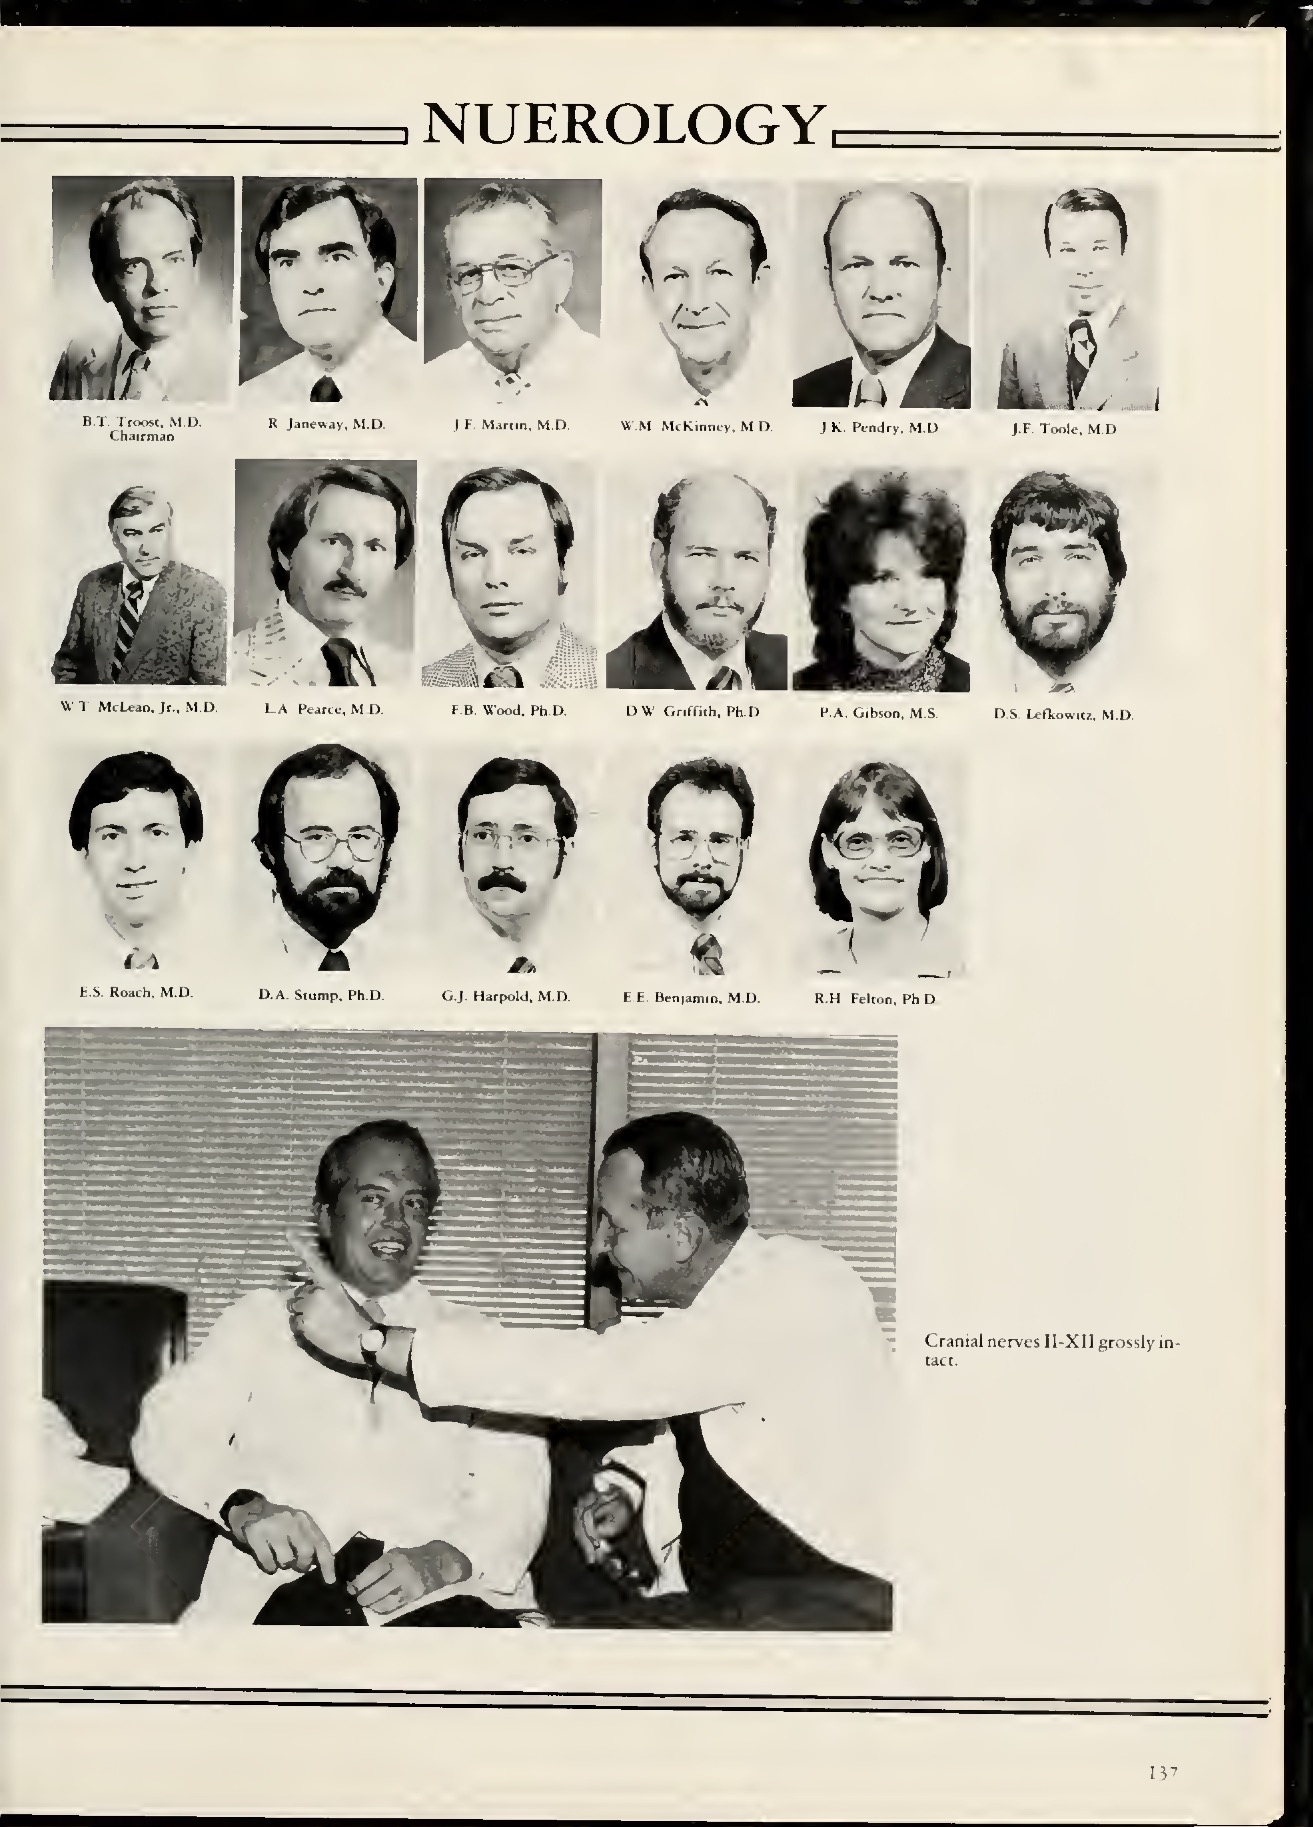 NUEROLOGY
B.T. Troost, M.D.
Chairman
R Janeway, M.D.
J F. Martin, M.D.
W.M McKinney, M D.
J K. Pendry, M.D
J.F. Toole, M.D
W T McLean, Jr., M.D.
L.A Pearce, M.D.
F.B. Wood, Ph.D.
D W Griffith, Ph.D
P.A. Gibson, M.S.
D.S. Lefkowitz, M.D.
E.S. Roach, M.D.
D.A. Stump, Ph.D.
G.J. Harpold, M.D.
E E. Benjamin, M.D.
R.H Felton, Ph D
Cranial nerves II-XII grossly in-
tact.
137